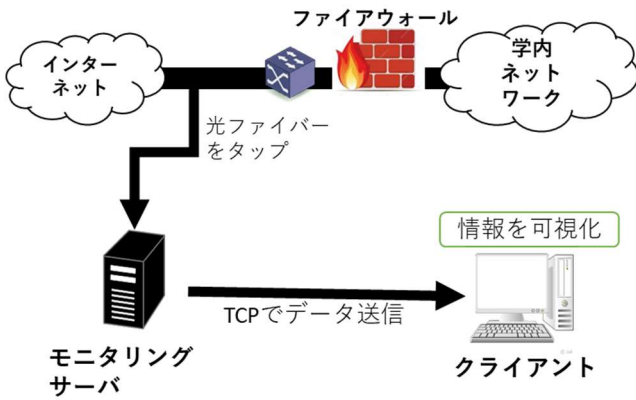 ファイアウォール
インター
ネット
学内
ネット
ワーク
光ファイバー
をタップ
情報を可視化
TCPでデータ送信
モニタリング
サーバ
クライアント